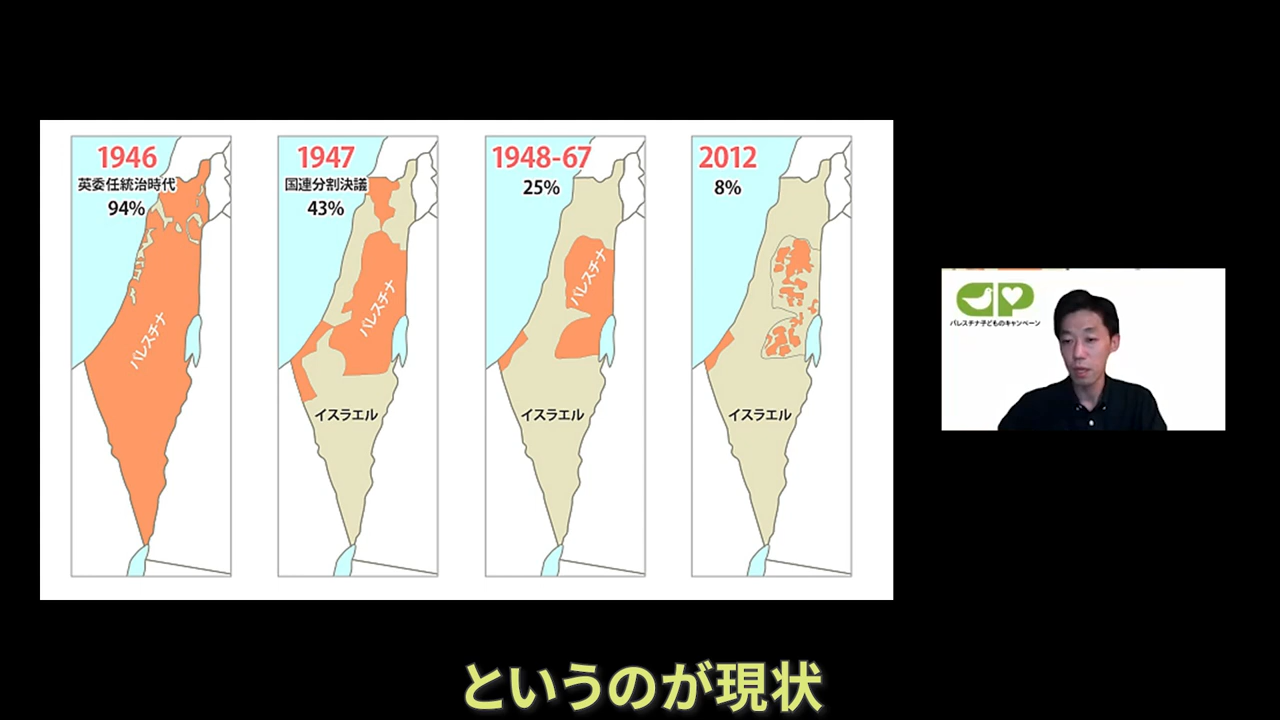 1946
英委任統治時代
94%
パレスチナ
1947
国連分割決議
43%
パレスチナ
イスラエル
1948-67
25%
パレスチナ
イスラエル
2012
8%
イスラエル
CP
パレスチナ子どものキャンペーン
というのが現状